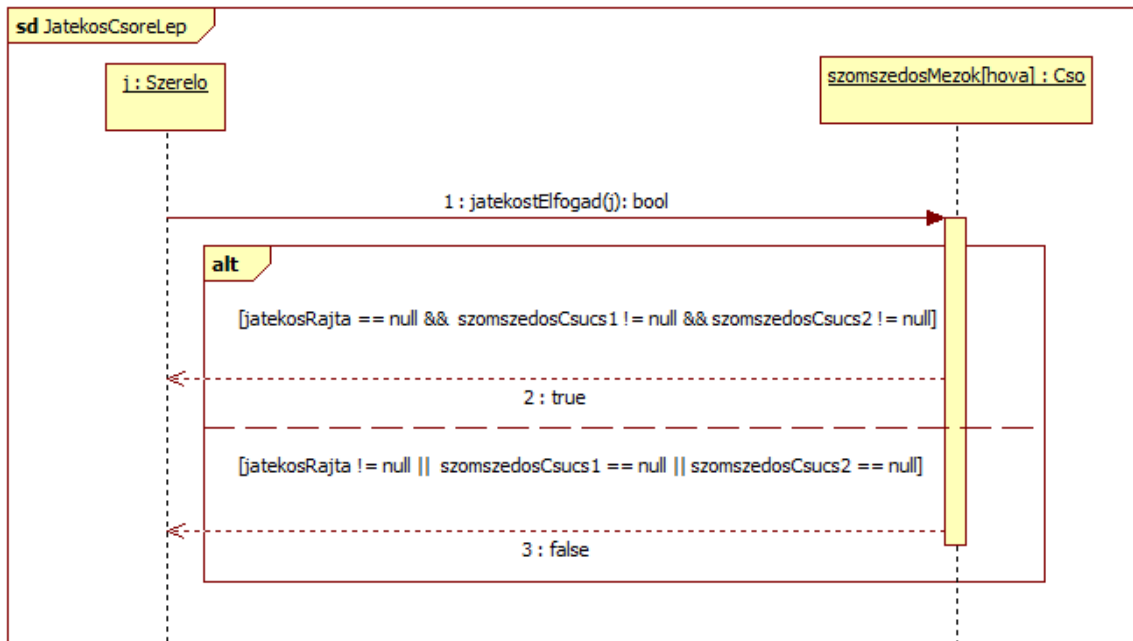 sd JatekosCsoreLep
j : Szerelo
szomszedosMezok[hova] : Cso
1 : jatekostElfogad(j): bool
alt
[jatekosRajta == null && szomszedosCsucs1 != null && szomszedosCsucs2 != null]
2 : true
[jatekosRajta != null || szomszedosCsucs1 == null || szomszedosCsucs2 == null]
3 : false